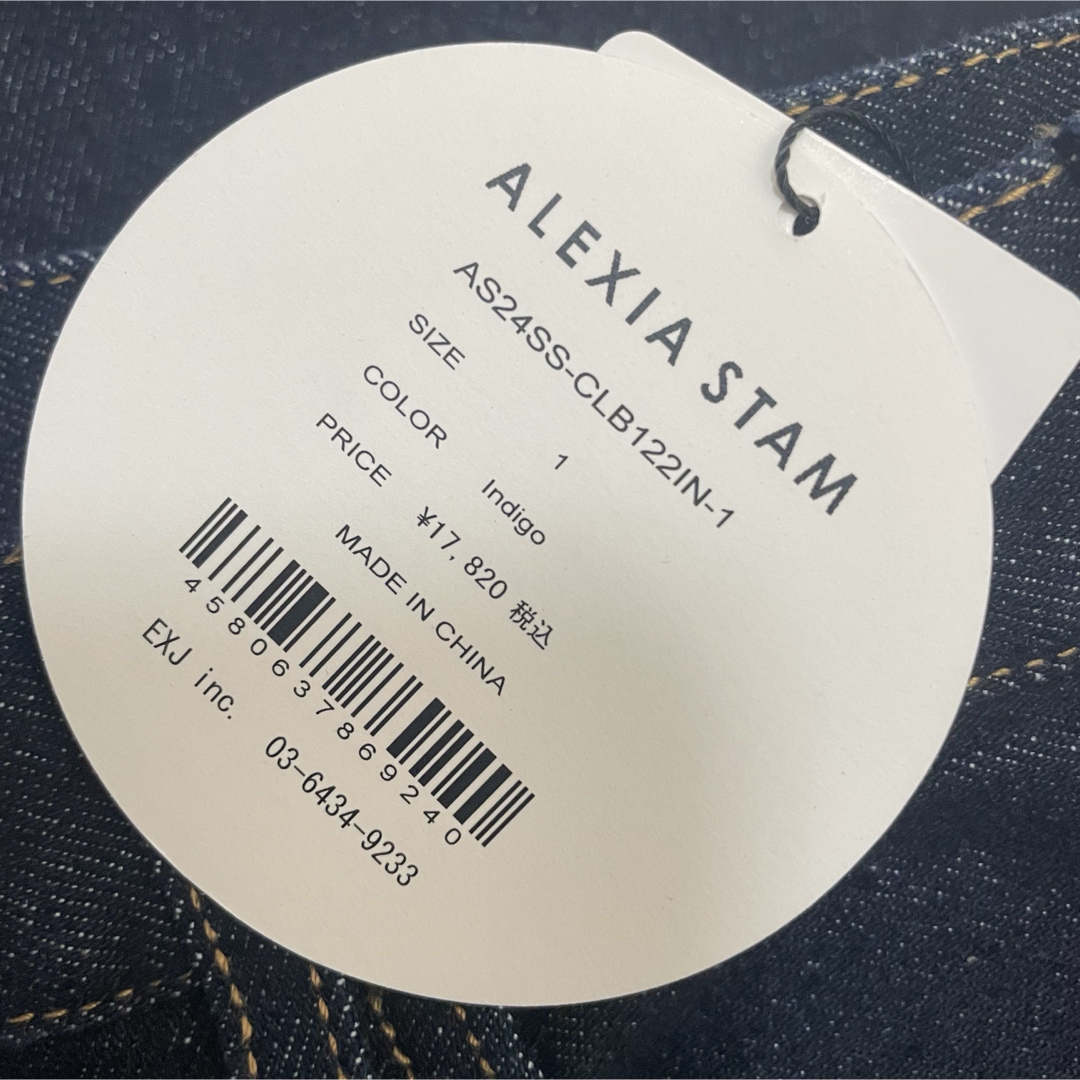 ALEXIA STAM
AS24SS-CLB122IN-1
SIZE 1
COLOR Indigo
PRICE ¥17,820 税込
MADE IN CHINA
4580637869240
EXJ inc. 03-6434-9233